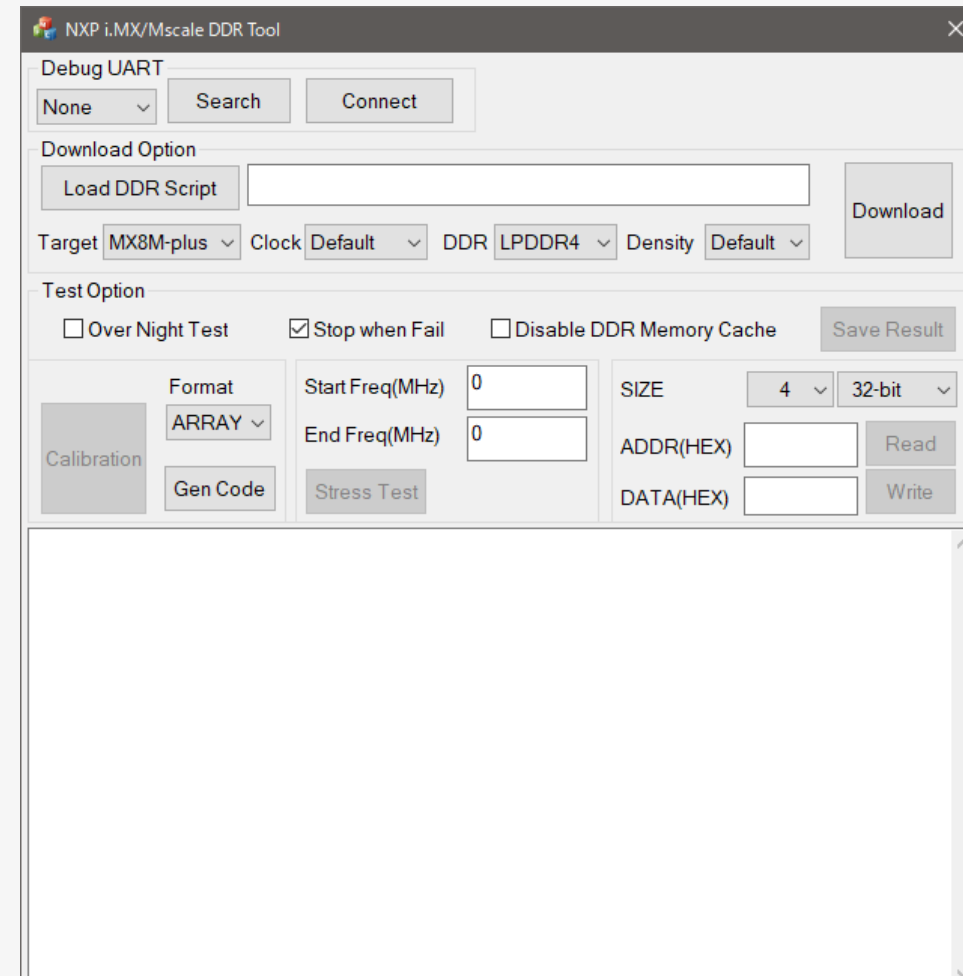 NXP i.MX/Mscale DDR Tool
Debug UART
None Search Connect
Download Option
Load DDR Script
Download
Target MX8M-plus Clock Default DDR LPDDR4 Density Default
Test Option
Over Night Test Stop when Fail Disable DDR Memory Cache Save Result
Calibration
Format
ARRAY
Gen Code
Start Freq(MHz) 0
End Freq(MHz) 0
Stress Test
SIZE 4 32-bit
ADDR(HEX) Read
DATA(HEX) Write